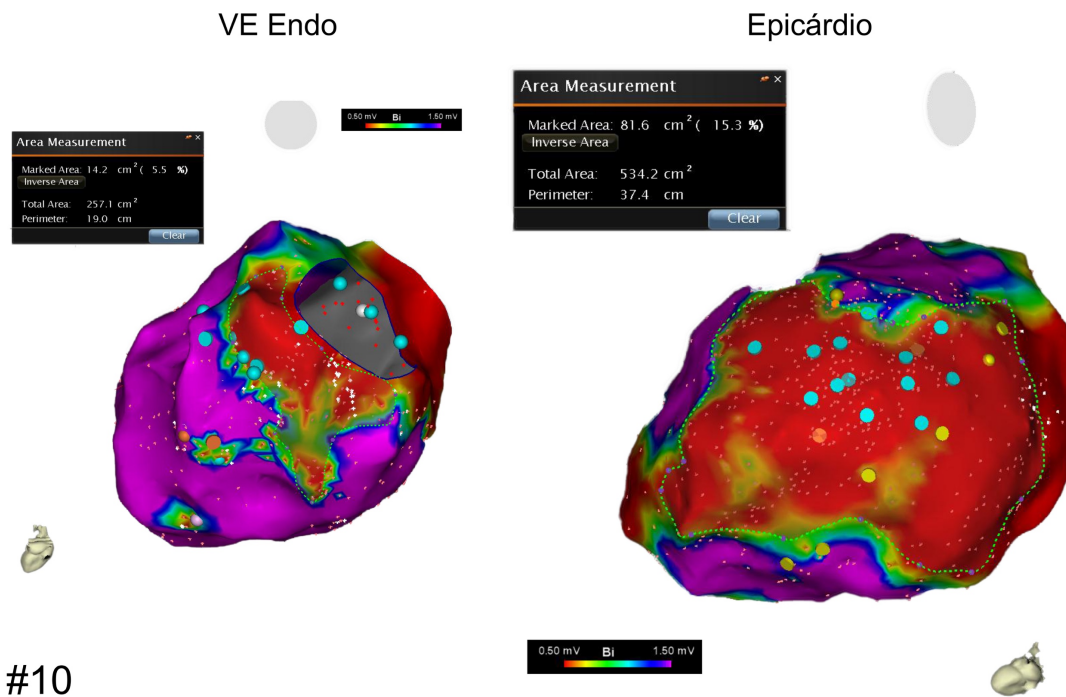 VE Endo
Epicárdio
0.50 mV Bi 1.50 mV
Area Measurement
Marked Area: 14.2 cm² ( 5.5 %)
Inverse Area
Total Area: 257.1 cm²
Perimeter: 19.0 cm
Clear
Area Measurement
Marked Area: 81.6 cm² ( 15.3 %)
Inverse Area
Total Area: 534.2 cm²
Perimeter: 37.4 cm
Clear
0.50 mV Bi 1.50 mV
#10